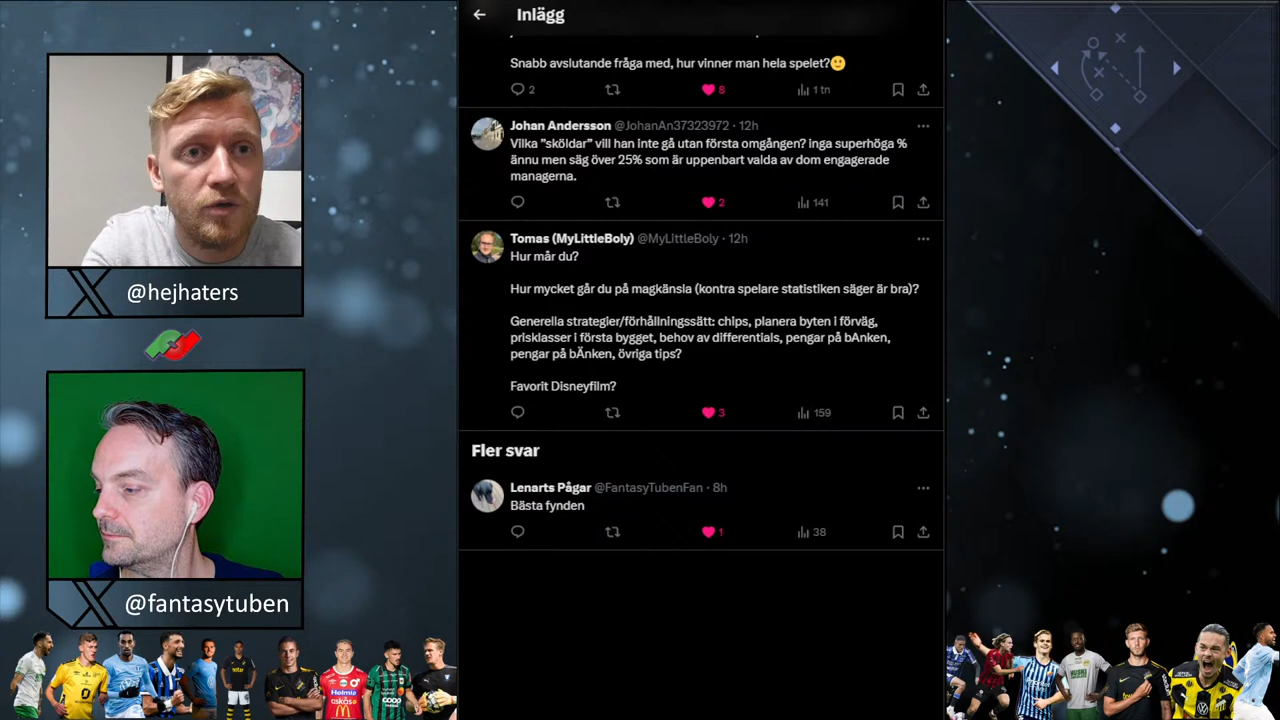 Inlägg
Snabb avslutande fråga med, hur vinner man hela spelet?🙂
2
8
1 tn
Johan Andersson @JohanAn37323972 · 12h
Vilka ”sköldar” vill han inte gå utan första omgången? inga superhöga %
ännu men säg över 25% som är uppenbart valda av dom engagerade
managerna.
2
141
Tomas (MyLittleBoly) @MyLittleBoly · 12h
Hur mår du?
Hur mycket går du på magkänsla (kontra spelare statistiken säger är bra)?
Generella strategier/förhållningssätt: chips, planera byten i förväg,
prisklasser i första bygget, behov av differentials, pengar på bAnken,
pengar på bÄnken, övriga tips?
Favorit Disneyfilm?
3
159
Fler svar
Lenarts Pågar @FantasyTubenFan · 8h
Bästa fynden
1
38
@hejhaters
@fantasytuben
Holmia
åskås
coop